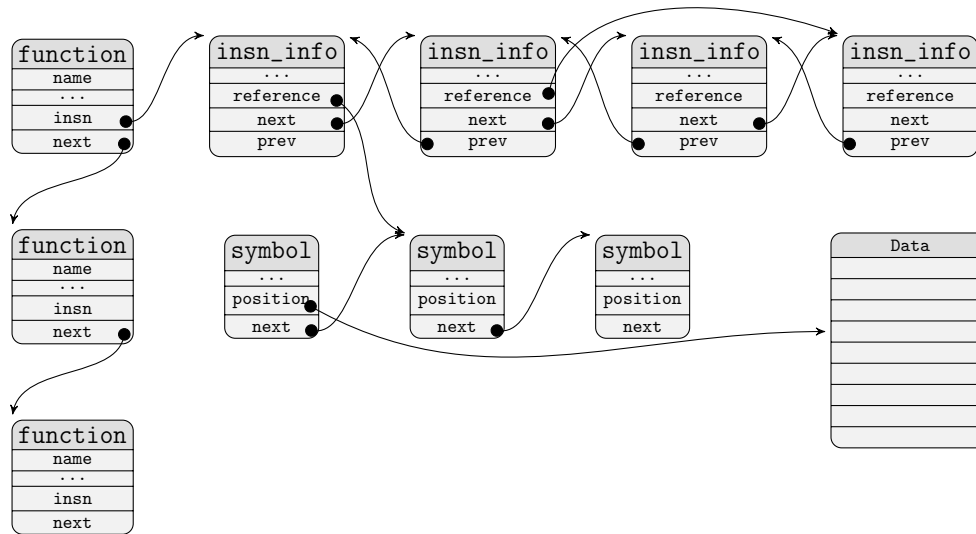 function
name
...
insn
next
insn_info
...
reference
next
prev
insn_info
...
reference
next
prev
insn_info
...
reference
next
prev
insn_info
...
reference
next
prev
function
name
...
insn
next
symbol
...
position
next
symbol
...
position
next
symbol
...
position
next
Data
function
name
...
insn
next